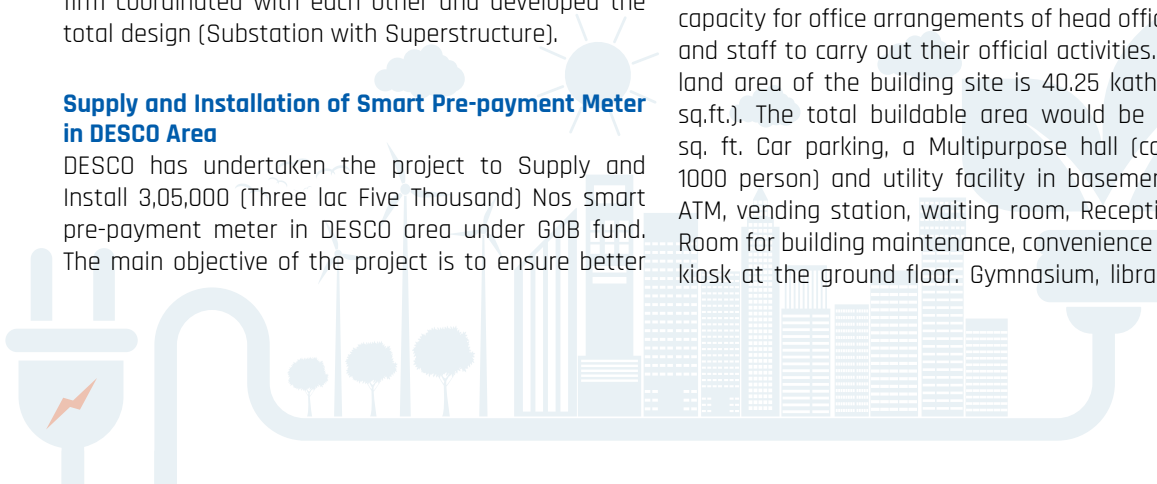 firm coordinated with each other and developed the
total design (Substation with Superstructure).
Supply and Installation of Smart Pre-payment Meter
in DESCO Area
DESCO has undertaken the project to Supply and
Install 3,05,000 (Three lac Five Thousand) Nos smart
pre-payment meter in DESCO area under GOB fund.
The main objective of the project is to ensure better
capacity for office arrangements of head offic
and staff to carry out their official activities.
land area of the building site is 40.25 kath
sq.ft.). The total buildable area would be
sq. ft. Car parking, a Multipurpose hall (ca
1000 person) and utility facility in basemen
ATM, vending station, waiting room, Recepti
Room for building maintenance, convenience
kiosk at the ground floor. Gymnasium, libra